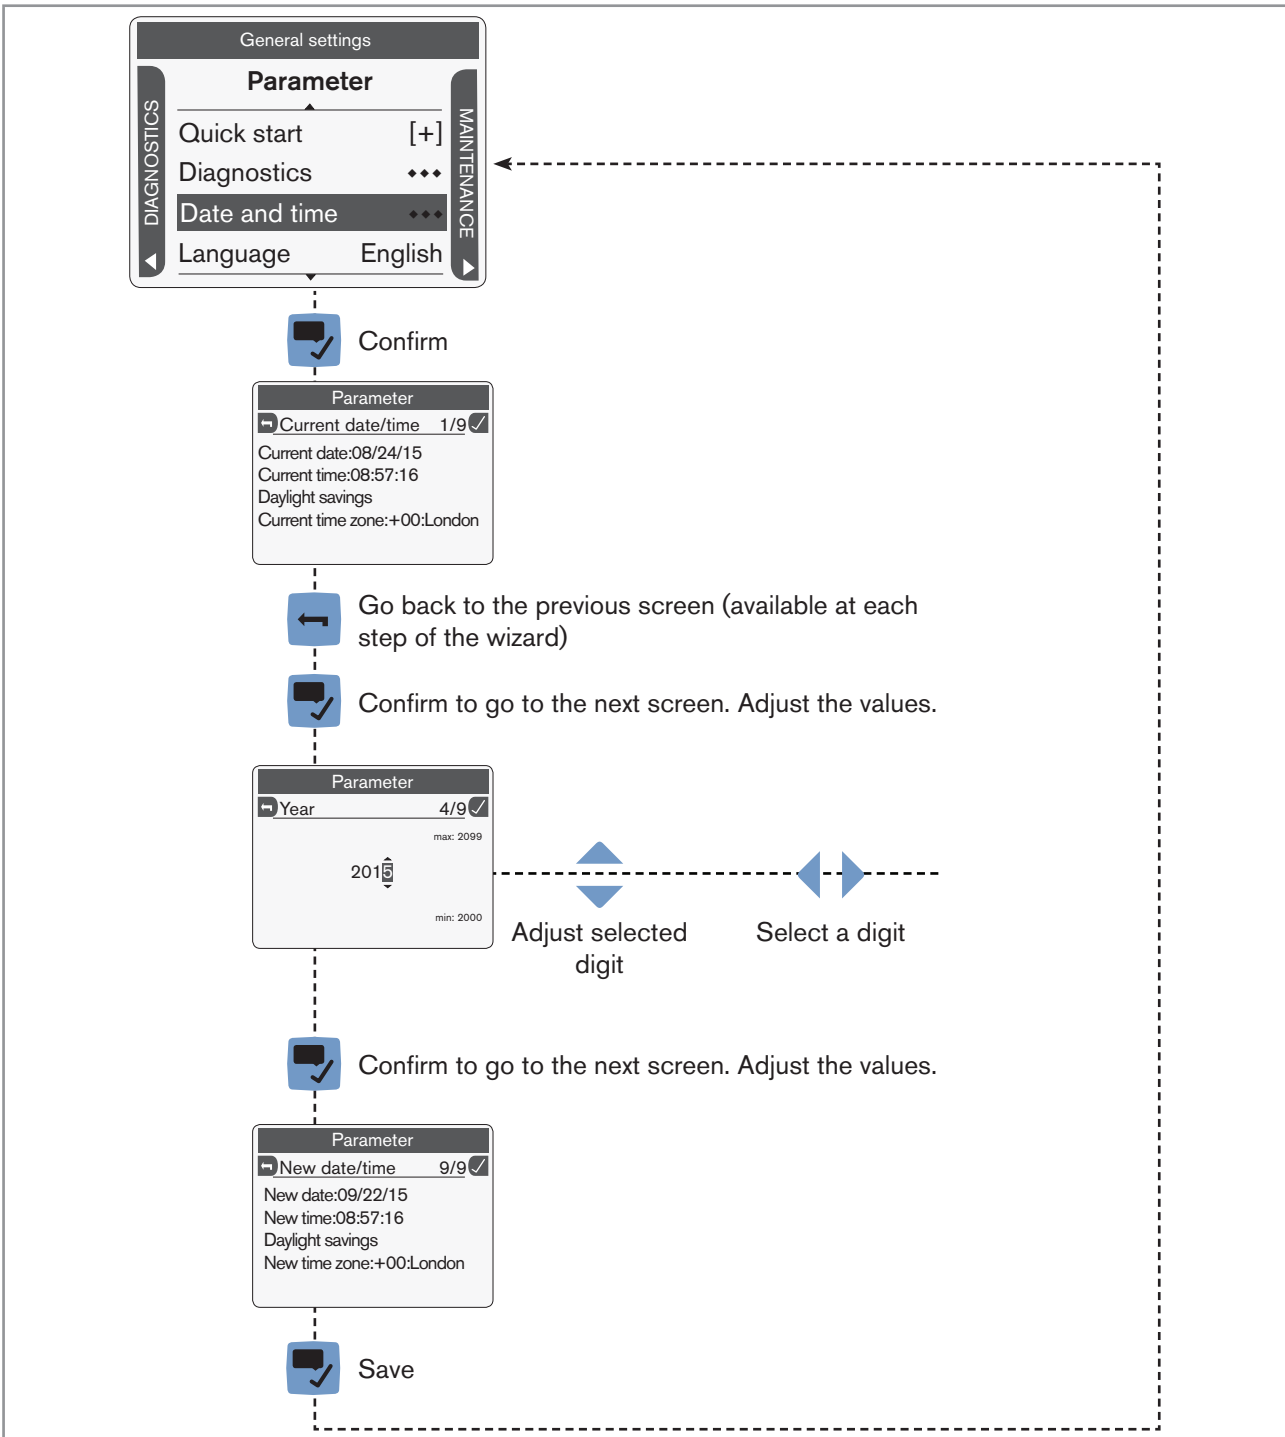 General settings
Parameter
DIAGNOSTICS
MAINTENANCE
Quick start [+]
Diagnostics
Date and time
Language English
Confirm
Parameter
Current date/time 1/9
Current date:08/24/15
Current time:08:57:16
Daylight savings
Current time zone:+00:London
Go back to the previous screen (available at each
step of the wizard)
Confirm to go to the next screen. Adjust the values.
Parameter
Year 4/9
max: 2099
2015
min: 2000
Adjust selected
digit
Select a digit
Confirm to go to the next screen. Adjust the values.
Parameter
New date/time 9/9
New date:09/22/15
New time:08:57:16
Daylight savings
New time zone:+00:London
Save